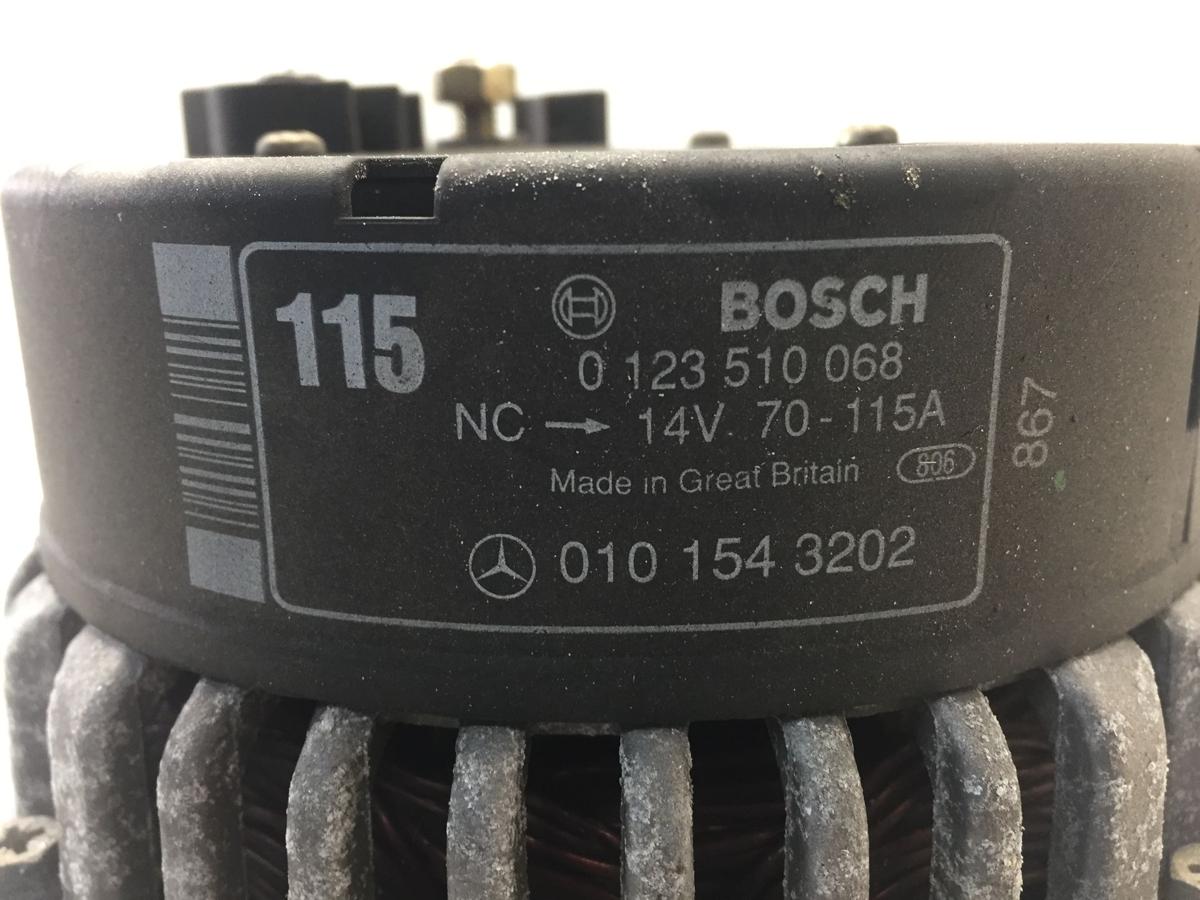 115
BOSCH
0 123 510 068
NC → 14V 70-115A
Made in Great Britain 806
010 154 3202
867